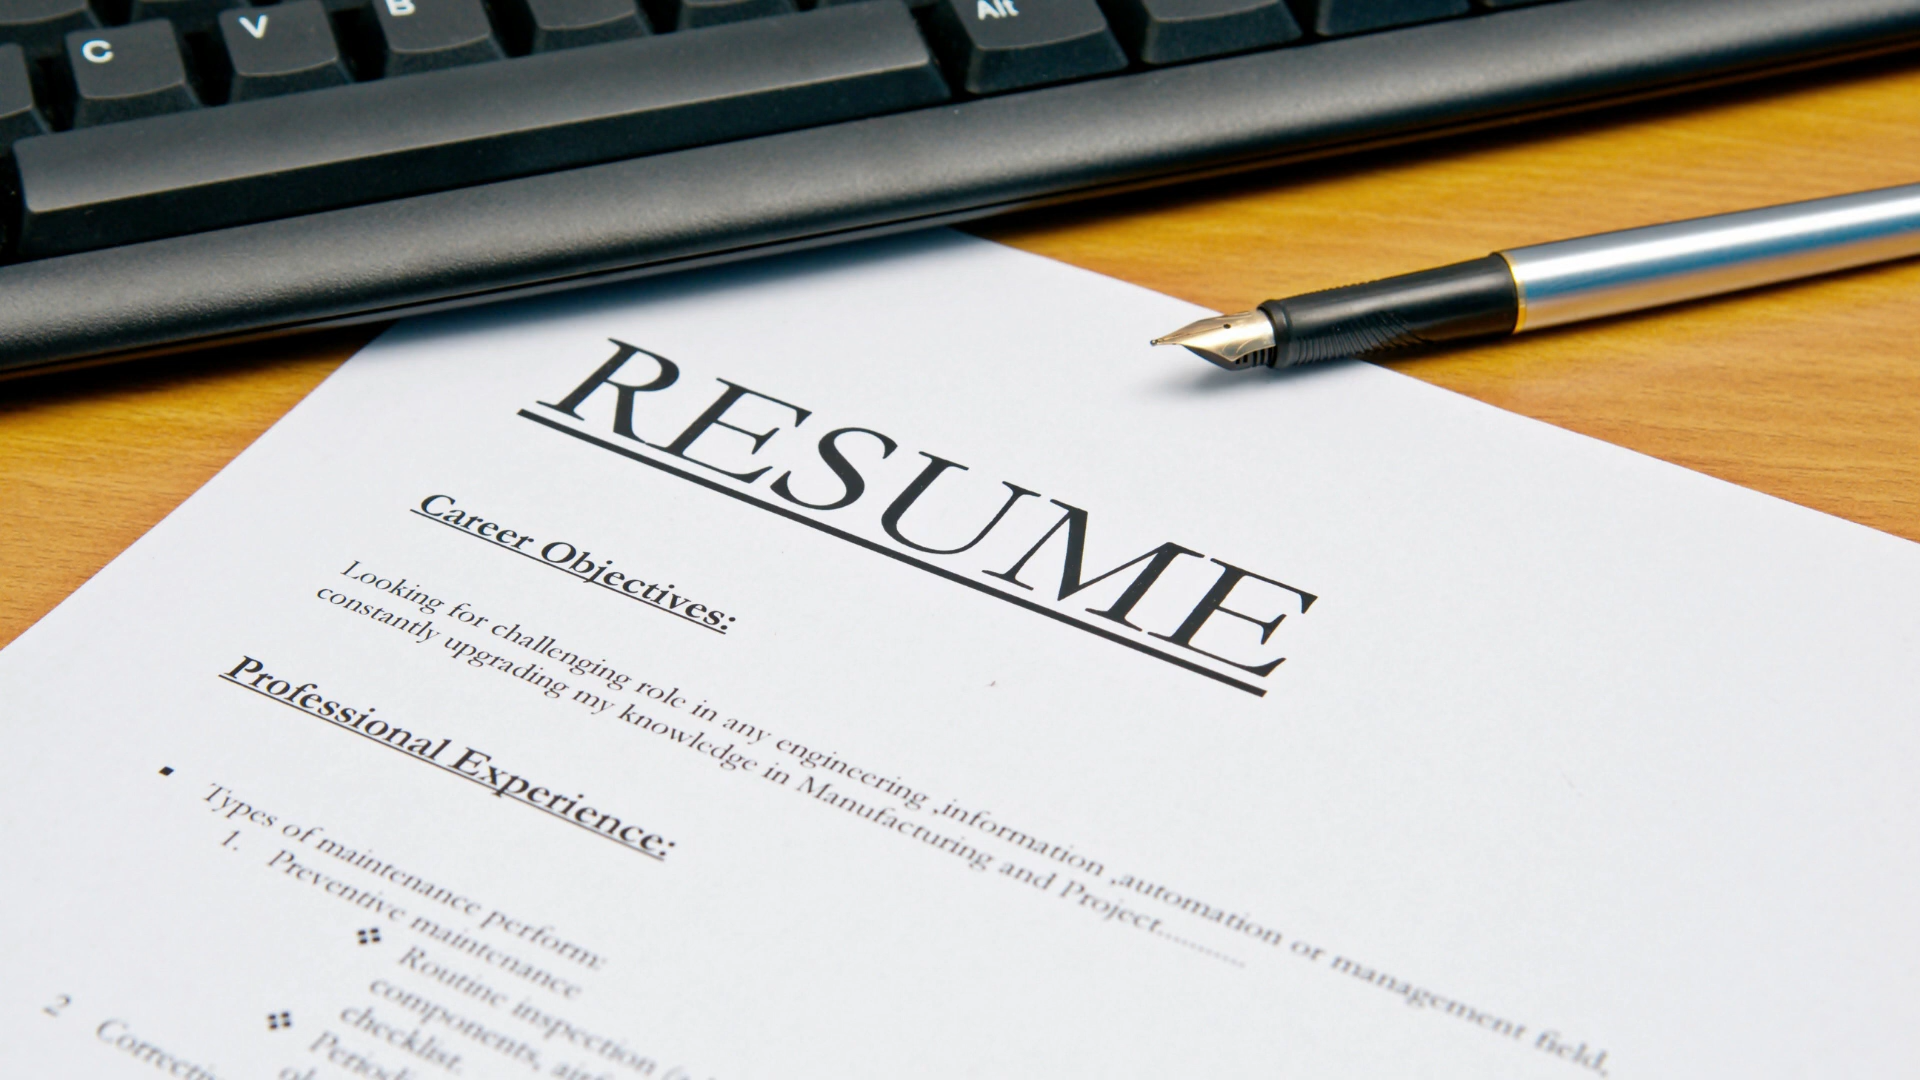 C V B Alt
RESUME
Career Objectives:
Looking for challenging role in any engineering ,information ,automation or management field,
constantly upgrading my knowledge in Manufacturing and Project...........
Professional Experience:
▪ Types of maintenance perform:
1. Preventive maintenance
❖ Routine inspection
components,
checklist.
❖
2